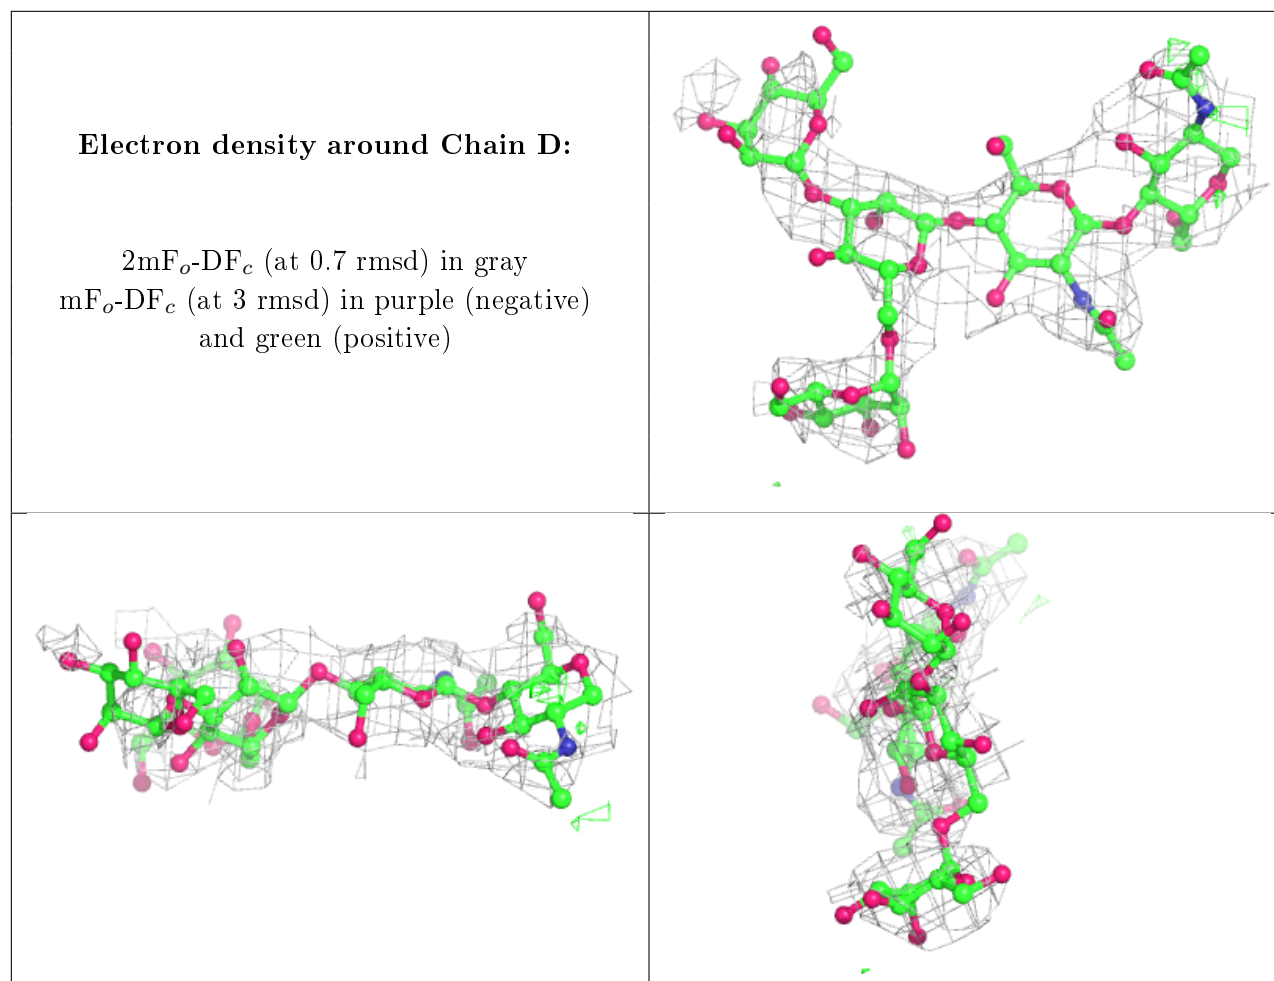 Electron density around Chain D:
2mFₒ-DF𝒸 (at 0.7 rmsd) in gray
mFₒ-DF𝒸 (at 3 rmsd) in purple (negative)
and green (positive)